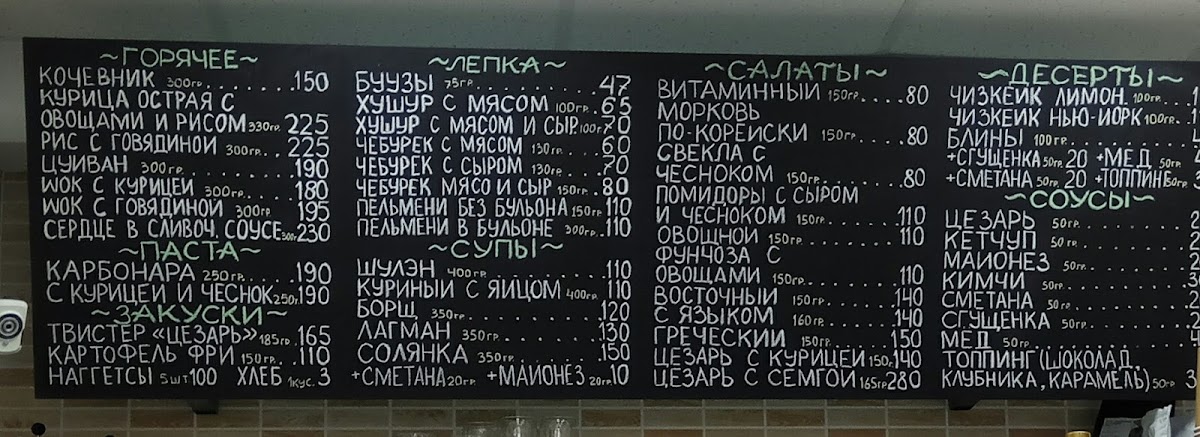 ~ГОРЯЧЕЕ~
КОЧЕВНИК 300гр.......150
КУРИЦА ОСТРАЯ С
ОВОЩАМИ И РИСОМ 330гр. 225
РИС С ГОВЯДИНОЙ 300гр... 225
ЦУИВАН 300гр..........190
WOK С КУРИЦЕЙ 300гр....180
WOK С ГОВЯДИНОЙ 300гр 195
СЕРДЦЕ В СЛИВОЧ. СОУСЕ 300г 230
~ПАСТА~
КАРБОНАРА 250гр.....190
С КУРИЦЕЙ И ЧЕСНОК 250г. 190
~ЗАКУСКИ~
ТВИСТЕР «ЦЕЗАРЬ» 185гр. 165
КАРТОФЕЛЬ ФРИ 150гр...110
НАГГЕТСЫ 5шт 100 ХЛЕБ 1кус. 3
~ЛЕПКА~
БУУЗЫ 75гр..........47
ХУШУР С МЯСОМ 100гр..65
ХУШУР С МЯСОМ И СЫР. 100г 70
ЧЕБУРЕК С МЯСОМ 130гр...60
ЧЕБУРЕК С СЫРОМ 130гр....70
ЧЕБУРЕК МЯСО И СЫР 150гр..80
ПЕЛЬМЕНИ БЕЗ БУЛЬОНА 150гр 110
ПЕЛЬМЕНИ В БУЛЬОНЕ 300гр..110
~СУПЫ~
ШУЛЭН 400гр..........110
КУРИНЫЙ С ЯЙЦОМ 400гр.110
БОРЩ 350гр...........120
ЛАГМАН 350гр.........130
СОЛЯНКА 350гр........150
+СМЕТАНА 20гр. +МАЙОНЕЗ 20гр. 10
~САЛАТЫ~
ВИТАМИННЫЙ 150гр....80
МОРКОВЬ
ПО-КОРЕЙСКИ 150гр....80
СВЕКЛА С
ЧЕСНОКОМ 150гр......80
ПОМИДОРЫ С СЫРОМ
И ЧЕСНОКОМ 150гр.....110
ОВОЩНОЙ 150гр........110
ФУНЧОЗА С
ОВОЩАМИ 150гр.......110
ВОСТОЧНЫЙ 150гр.....140
С ЯЗЫКОМ 160гр......140
ГРЕЧЕСКИЙ 150гр.....150
ЦЕЗАРЬ С КУРИЦЕЙ 150г. 140
ЦЕЗАРЬ С СЕМГОЙ 165гр 280
~ДЕСЕРТЫ~
ЧИЗКЕЙК ЛИМОН. 100гр.
ЧИЗКЕЙК НЬЮ-ЙОРК 100гр.
БЛИНЫ 100гр.........
+СГУЩЕНКА 50гр. 20 +МЕД 50гр.
+СМЕТАНА 50гр. 20 +ТОППИНГ 50гр.
~СОУСЫ~
ЦЕЗАРЬ 50гр.........
КЕТЧУП 50гр.........
МАЙОНЕЗ 50гр........
КИМЧИ 50гр..........
СМЕТАНА 50гр........
СГУЩЕНКА 50гр.......
МЕД 50гр............
ТОППИНГ (ШОКОЛАД,
КЛУБНИКА, КАРАМЕЛЬ) 50гр